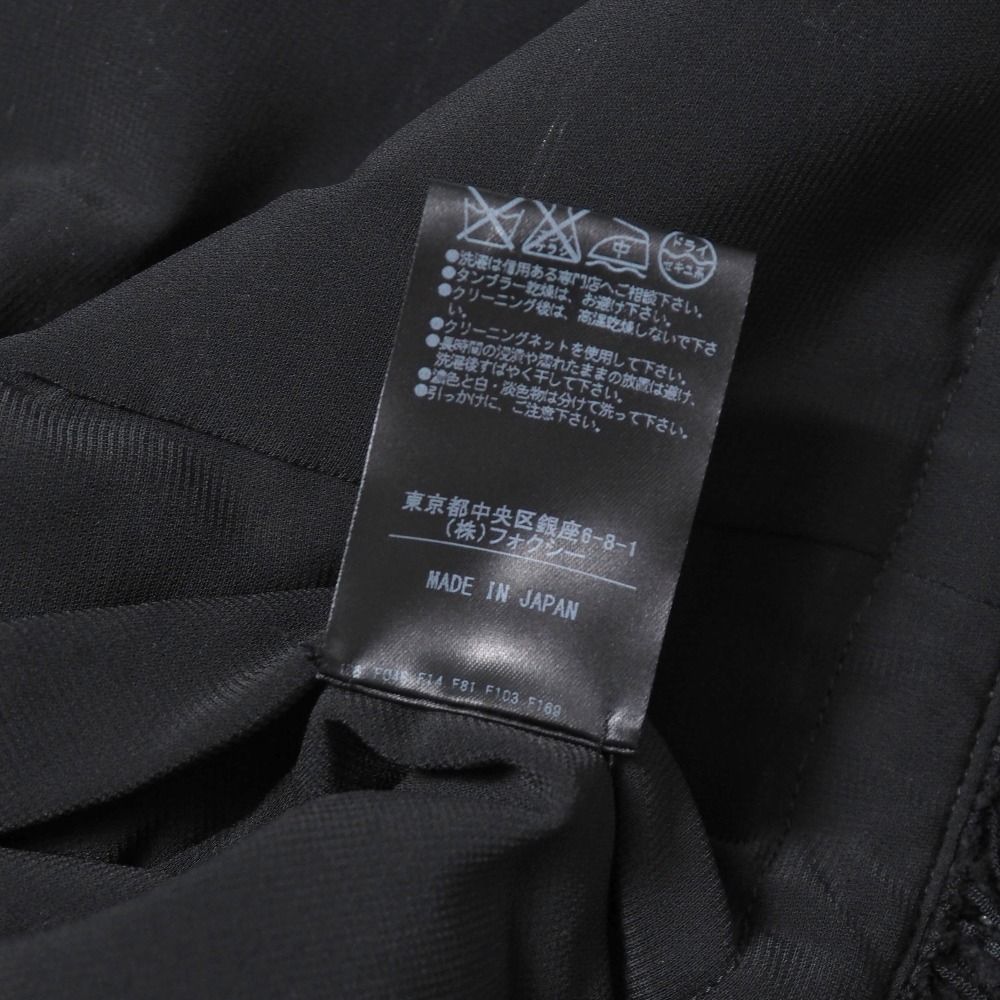 エンソ サラシ 中 ドライ
セキユ系
●洗濯は信用ある専門店へご相談下さい。
●タンブラー乾燥は、お避け下さい。
●クリーニング後は、高温乾燥しないで下さ
い。
●クリーニングネットを使用して下さい。
●長時間の浸漬や濡れたままの放置は避け、
洗濯後すばやく干して下さい。
●濃色と白・淡色物は分けて洗って下さい。
●引っかけに、ご注意下さい。
東京都中央区銀座6-8-1
(株)フォクシー
MADE IN JAPAN
F14 F81 F103 F169